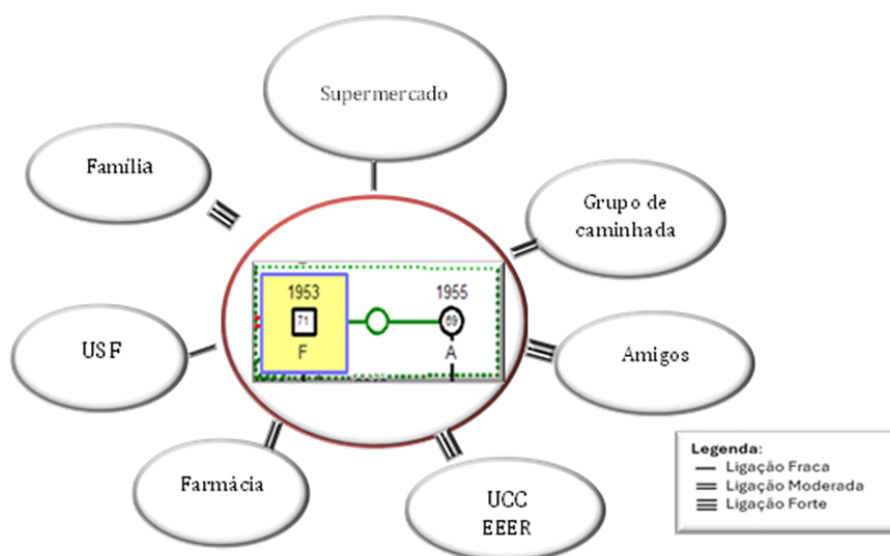 Supermercado
Família
Grupo de
caminhada
1953
1955
71
69
F
A
USF
Amigos
Farmácia
UCC
EEER
Legenda:
Ligação Fraca
Ligação Moderada
Ligação Forte